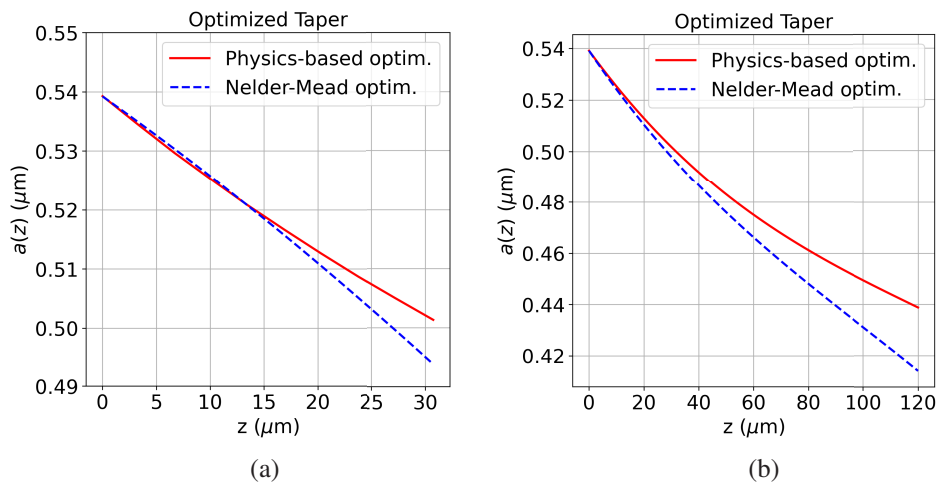 Optimized Taper
Physics-based optim.
Nelder-Mead optim.
a(z) (μm)
0.55
0.54
0.53
0.52
0.51
0.50
0.49
0 5 10 15 20 25 30
z (μm)
(a)
Optimized Taper
Physics-based optim.
Nelder-Mead optim.
a(z) (μm)
0.54
0.52
0.50
0.48
0.46
0.44
0.42
0 20 40 60 80 100 120
z (μm)
(b)